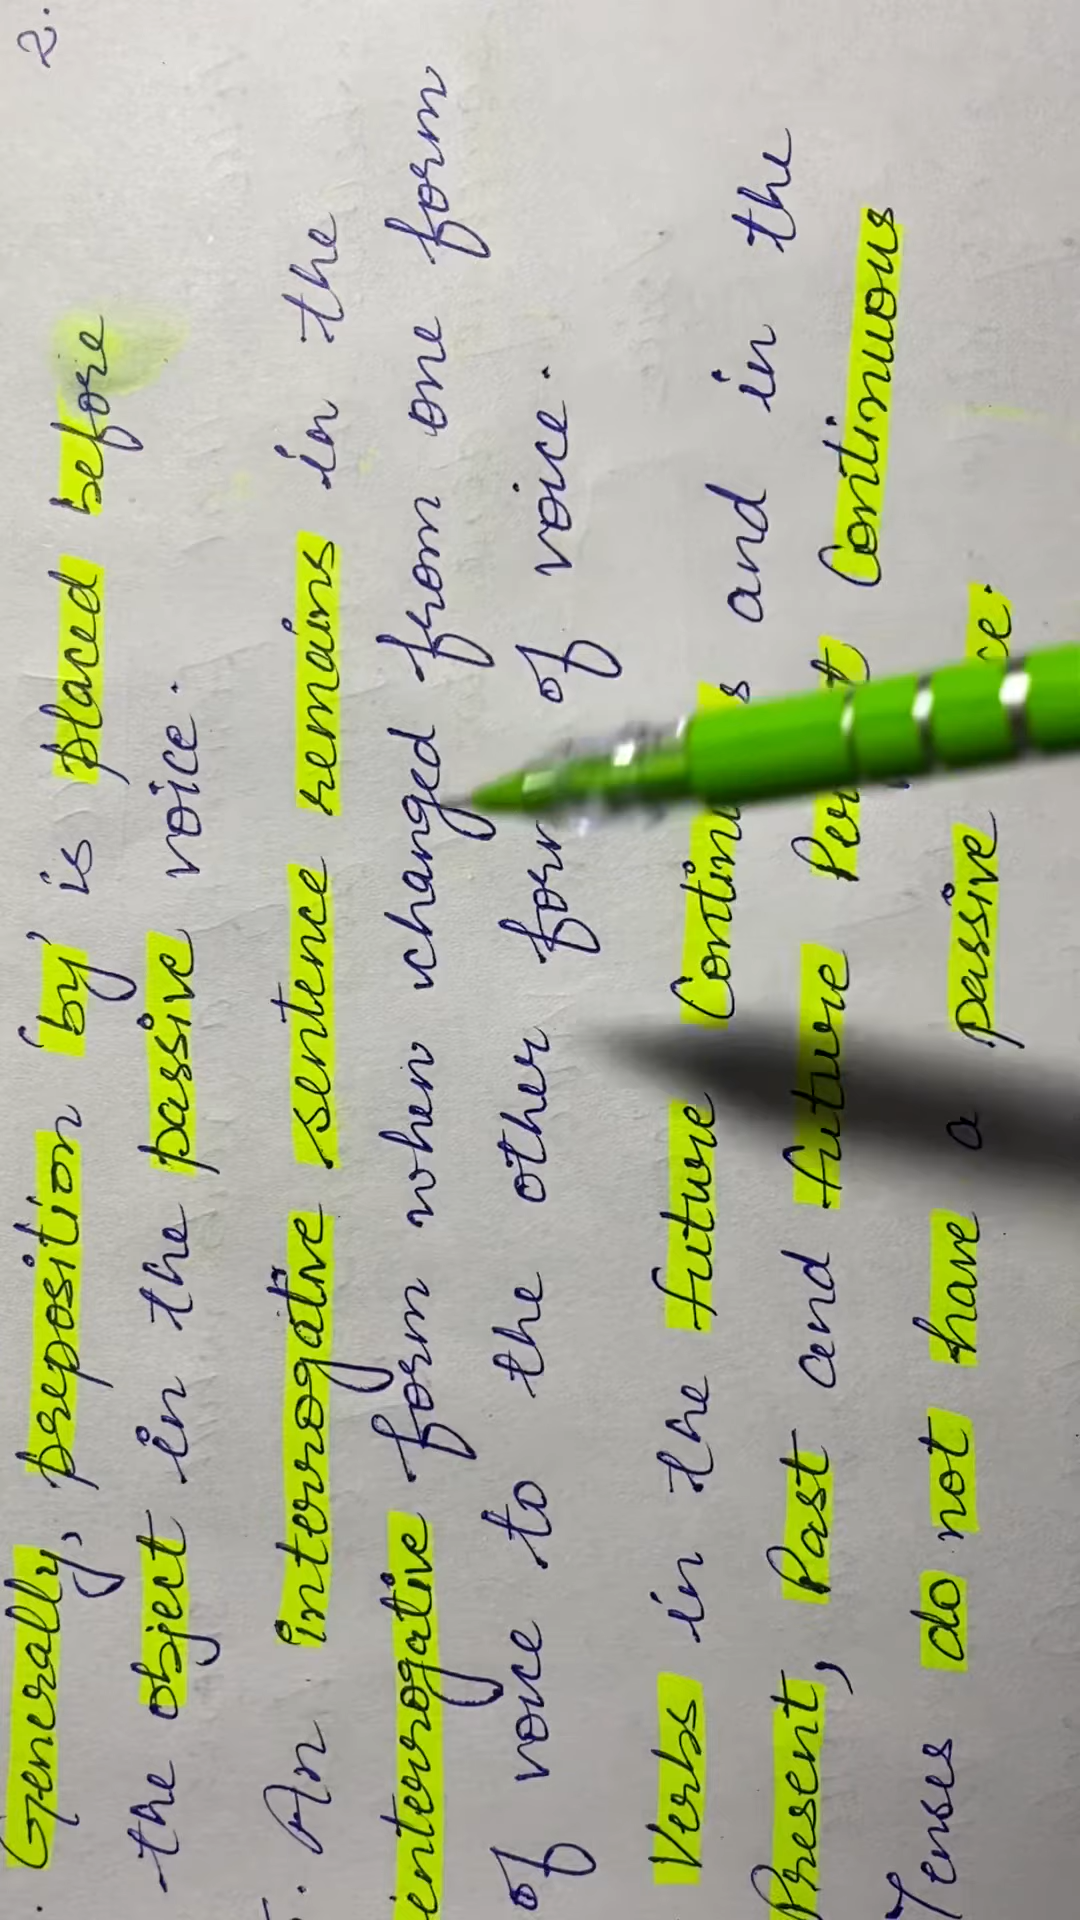 2.
. Generally, preposition 'by' is placed before
the object in the passive voice.
. An interrogative sentence remains in the
interrogative form when changed from one form
of voice to the other form of voice.
Verbs in the future and in the
Present, Past and future Continuous
Tenses do not have a passive